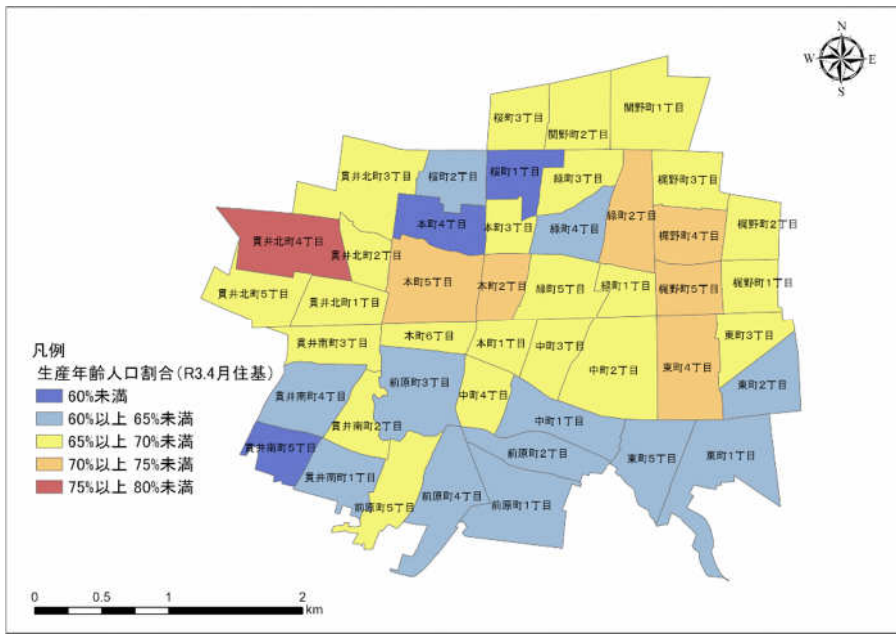 N
W E
S
関野町1丁目
桜町3丁目
関野町2丁目
貫井北町3丁目
桜町2丁目
桜町1丁目
緑町3丁目
梶野町3丁目
本町4丁目
本町3丁目
緑町4丁目
緑町2丁目
梶野町4丁目
梶野町2丁目
貫井北町4丁目
貫井北町2丁目
本町5丁目
本町2丁目
緑町5丁目
緑町1丁目
梶野町5丁目
梶野町1丁目
貫井北町5丁目
貫井北町1丁目
貫井南町3丁目
本町6丁目
本町1丁目
中町3丁目
東町3丁目
中町2丁目
東町4丁目
東町2丁目
前原町3丁目
貫井南町4丁目
中町4丁目
貫井南町2丁目
中町1丁目
貫井南町5丁目
前原町2丁目
東町5丁目
東町1丁目
貫井南町1丁目
前原町5丁目
前原町4丁目
前原町1丁目
凡例
生産年齢人口割合(R3.4月住基)
60%未満
60%以上 65%未満
65%以上 70%未満
70%以上 75%未満
75%以上 80%未満
0 0.5 1 2
km